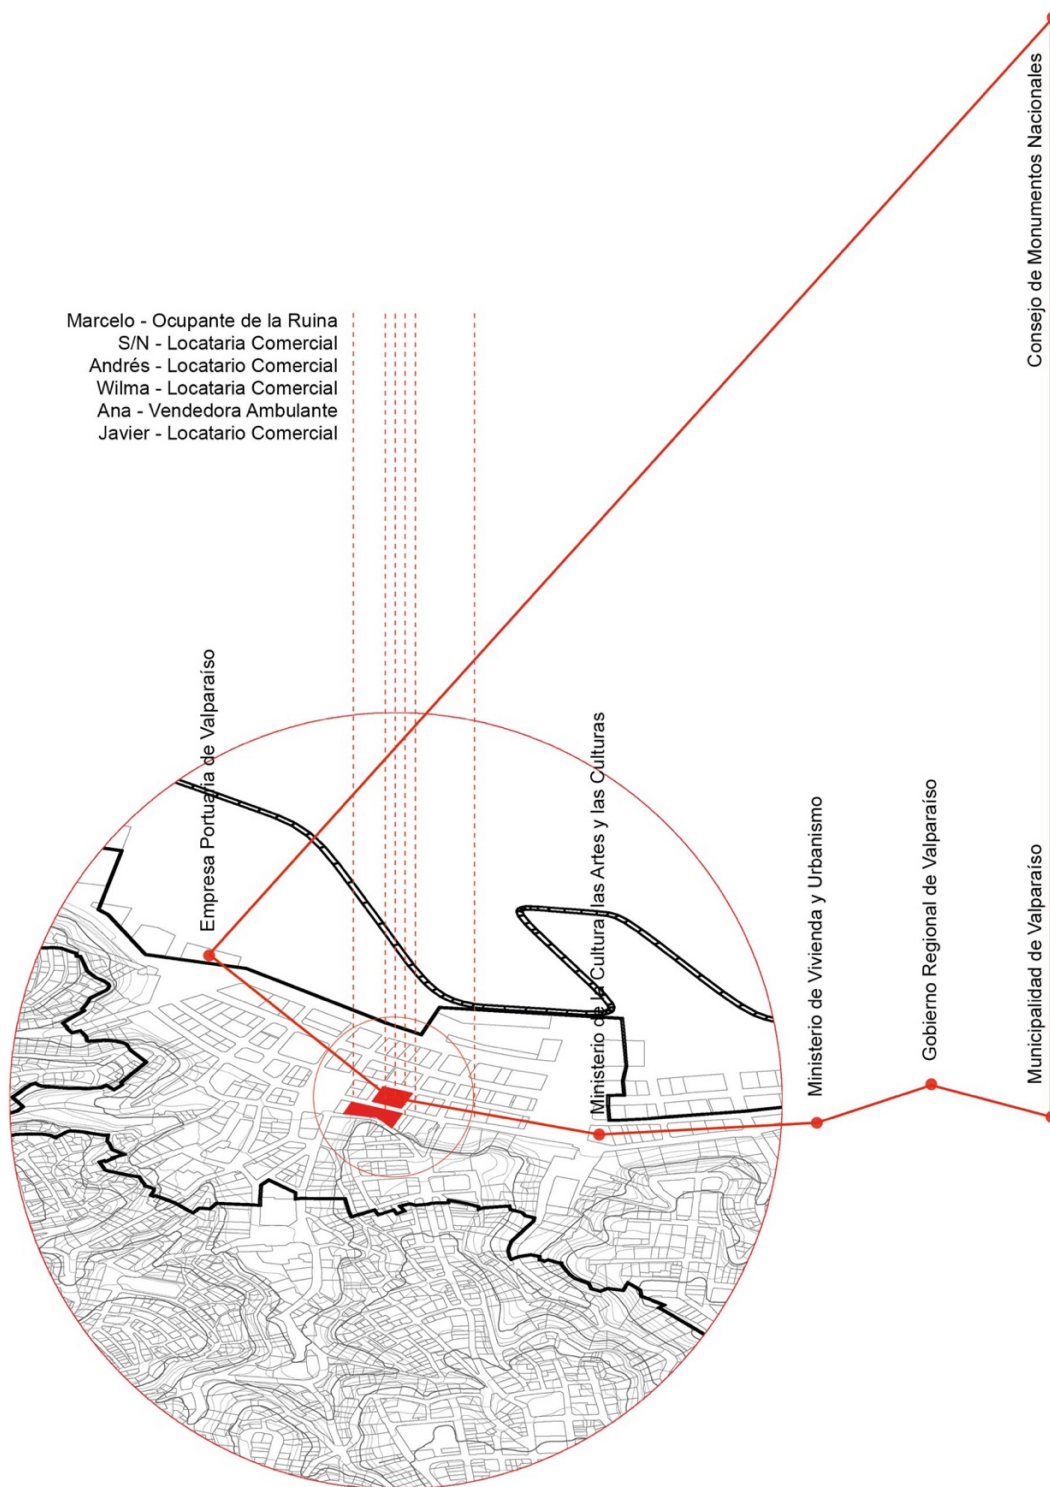 Marcelo - Ocupante de la Ruina
S/N - Locataria Comercial
Andrés - Locatario Comercial
Wilma - Locataria Comercial
Ana - Vendedora Ambulante
Javier - Locatario Comercial
Empresa Portuaria de Valparaíso
Ministerio de la Cultura, las Artes y las Culturas
Ministerio de Vivienda y Urbanismo
Gobierno Regional de Valparaíso
Municipalidad de Valparaíso
Consejo de Monumentos Nacionales